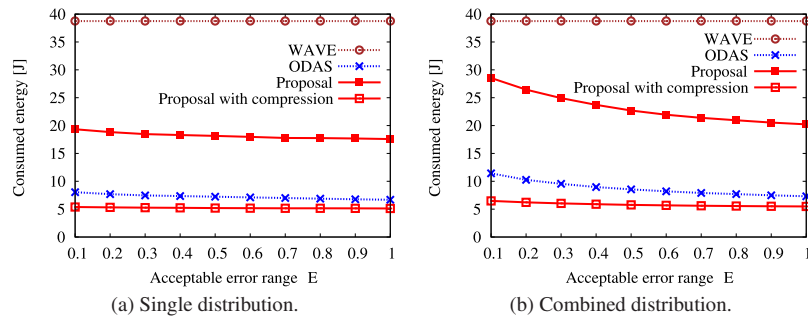 40
35
30
25
20
15
10
5
0
Consumed energy [J]
WAVE
ODAS
Proposal
Proposal with compression
0.1 0.2 0.3 0.4 0.5 0.6 0.7 0.8 0.9 1
Acceptable error range E
(a) Single distribution.
40
35
30
25
20
15
10
5
0
Consumed energy [J]
WAVE
ODAS
Proposal
Proposal with compression
0.1 0.2 0.3 0.4 0.5 0.6 0.7 0.8 0.9 1
Acceptable error range E
(b) Combined distribution.